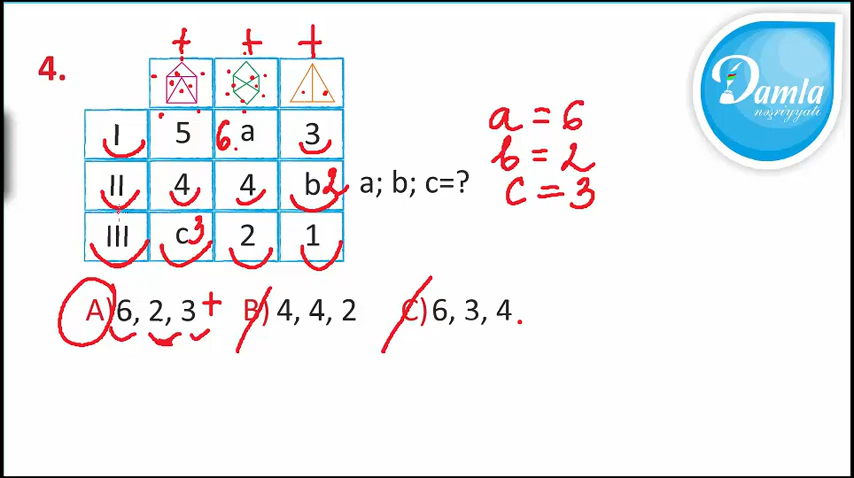 + + +
4.
Damla
nəşriyyatı
I 5 6. a 3
a = 6
II 4 4 b 2 a; b; c=?
b = 2
c = 3
III c 3 2 1
A) 6, 2, 3 + B) 4, 4, 2 C) 6, 3, 4.